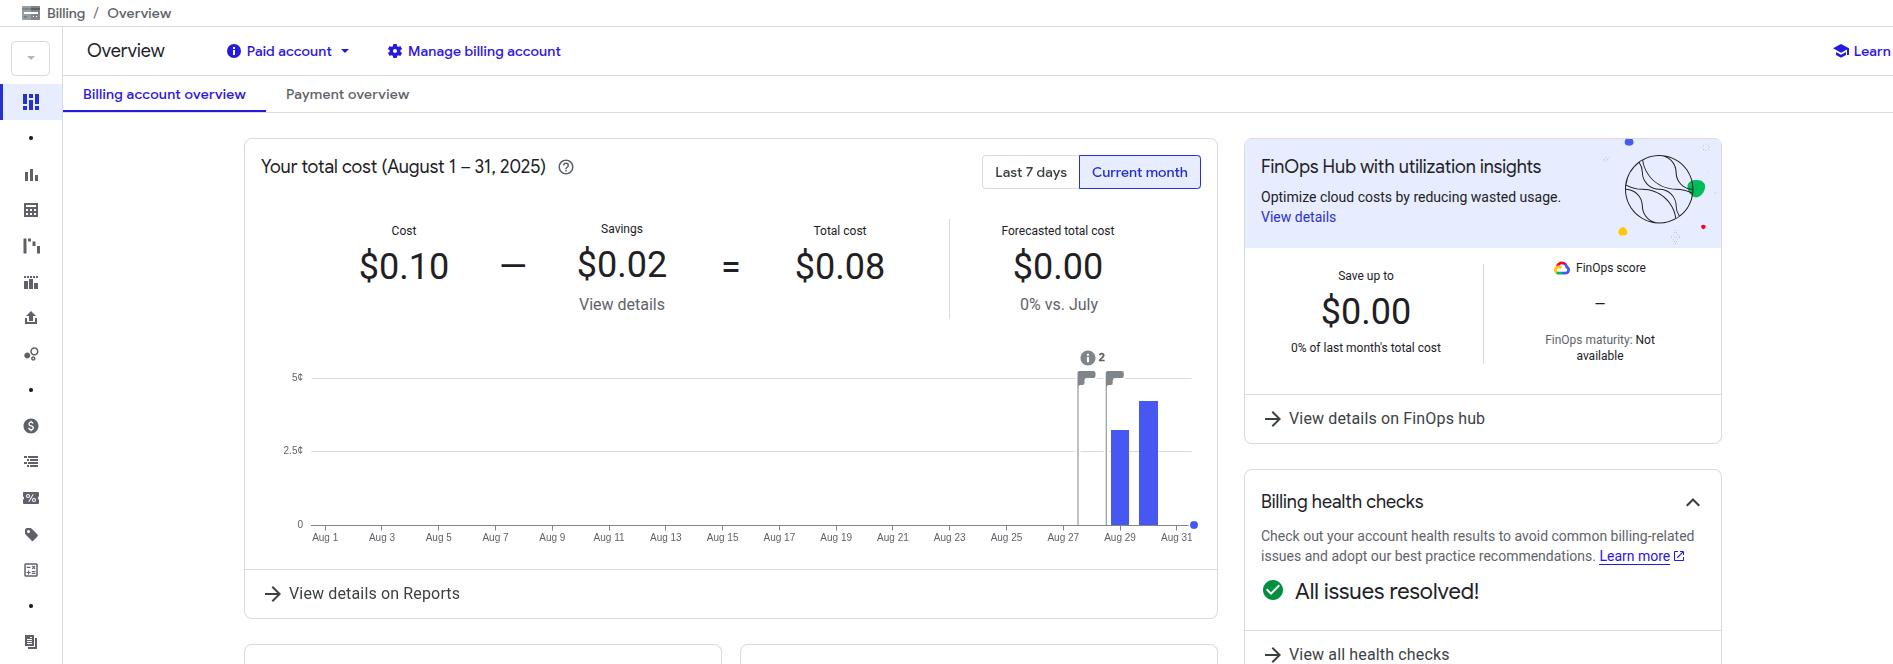 Billing / Overview
Overview
Paid account
Manage billing account
Learn
Billing account overview
Payment overview
Your total cost (August 1 – 31, 2025)
Last 7 days
Current month
Cost
$0.10
—
Savings
$0.02
View details
=
Total cost
$0.08
Forecasted total cost
$0.00
0% vs. July
2
5¢
2.5¢
0
Aug 1 Aug 3 Aug 5 Aug 7 Aug 9 Aug 11 Aug 13 Aug 15 Aug 17 Aug 19 Aug 21 Aug 23 Aug 25 Aug 27 Aug 29 Aug 31
View details on Reports
FinOps Hub with utilization insights
Optimize cloud costs by reducing wasted usage.
View details
Save up to
$0.00
0% of last month's total cost
FinOps score
–
FinOps maturity: Not
available
View details on FinOps hub
Billing health checks
Check out your account health results to avoid common billing-related
issues and adopt our best practice recommendations. Learn more
All issues resolved!
View all health checks